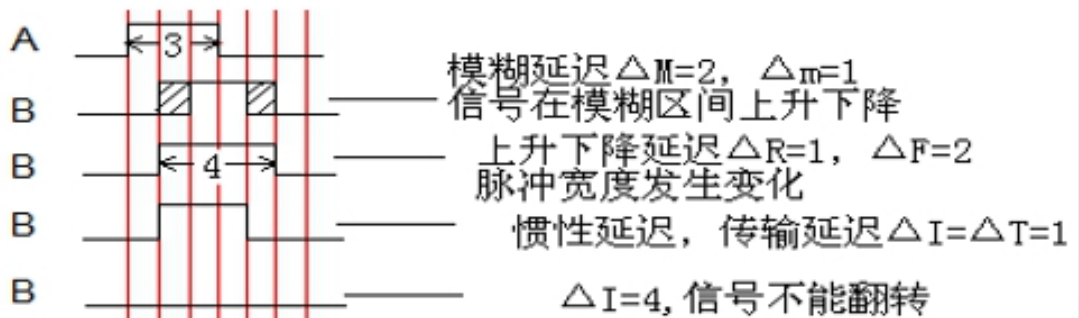 A
3
B
模糊延迟△M=2, △m=1
信号在模糊区间上升下降
B
4
上升下降延迟△R=1, △F=2
脉冲宽度发生变化
B
惯性延迟, 传输延迟△I=△T=1
B
△I=4,信号不能翻转